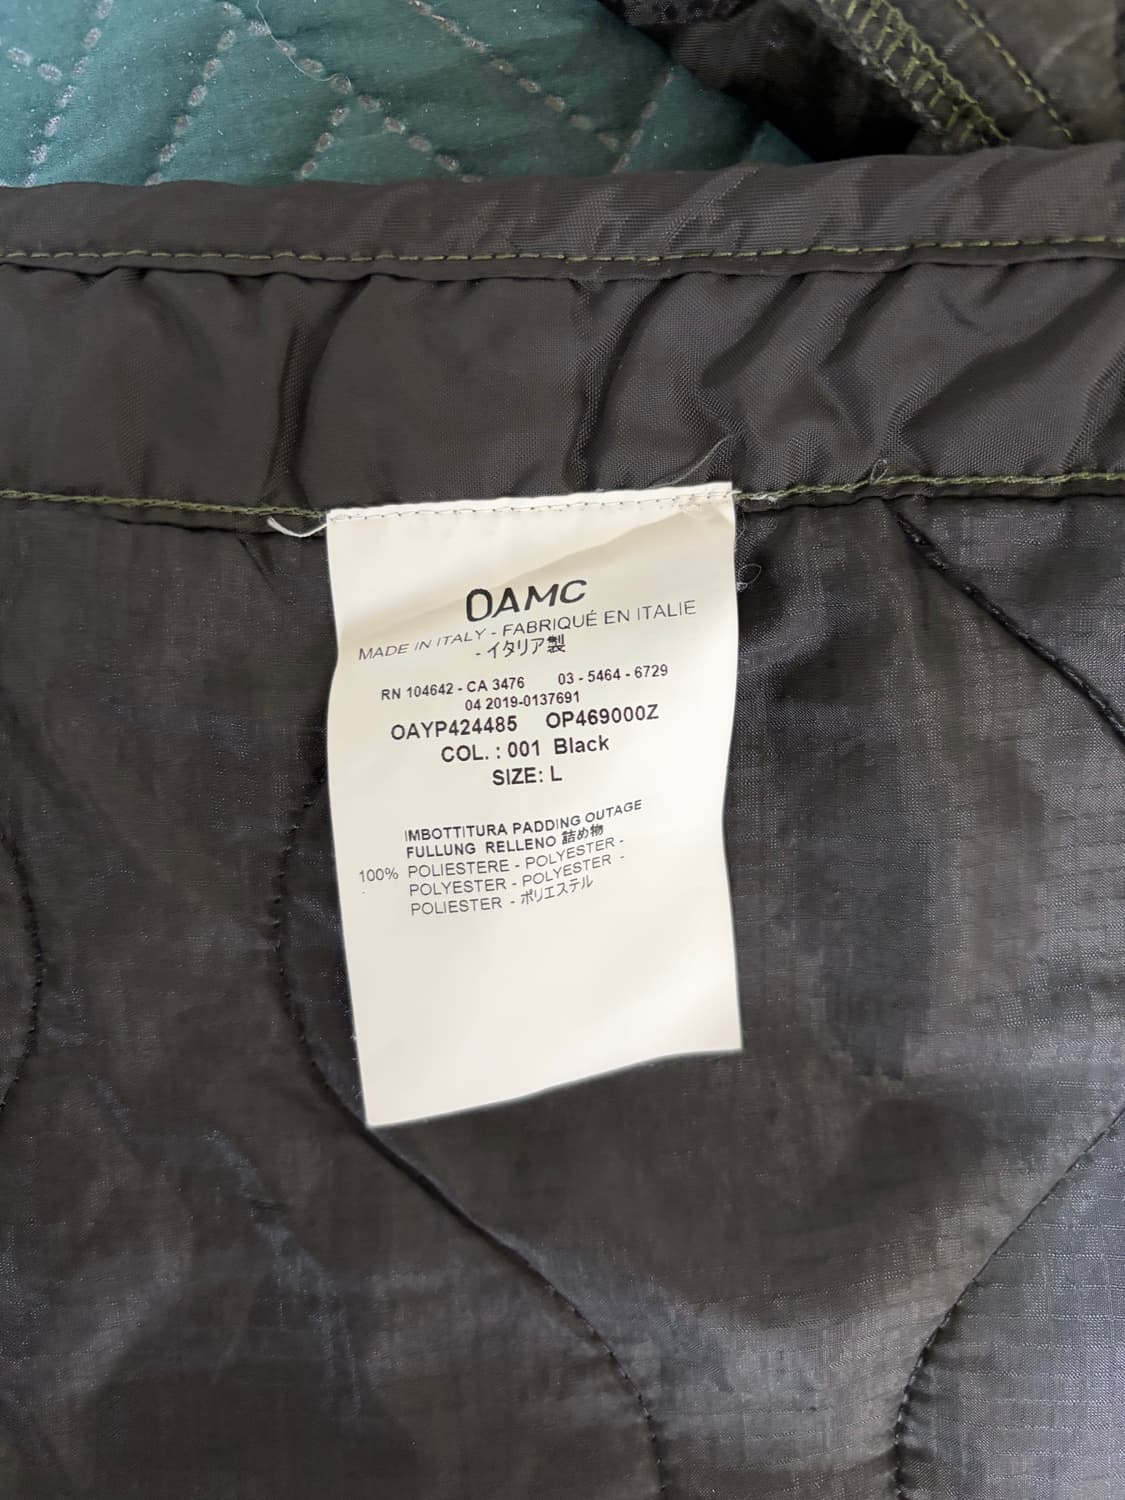 OAMC
MADE IN ITALY - FABRIQUÉ EN ITALIE
- イタリア製
RN 104642 - CA 3476 03 - 5464 - 6729
04 2019-0137691
OAYP424485 OP469000Z
COL. : 001 Black
SIZE: L
IMBOTTITURA PADDING OUTAGE
FULLUNG RELLENO 詰め物
100% POLIESTERE - POLYESTER -
POLYESTER - POLYESTER -
POLIESTER - ポリエステル